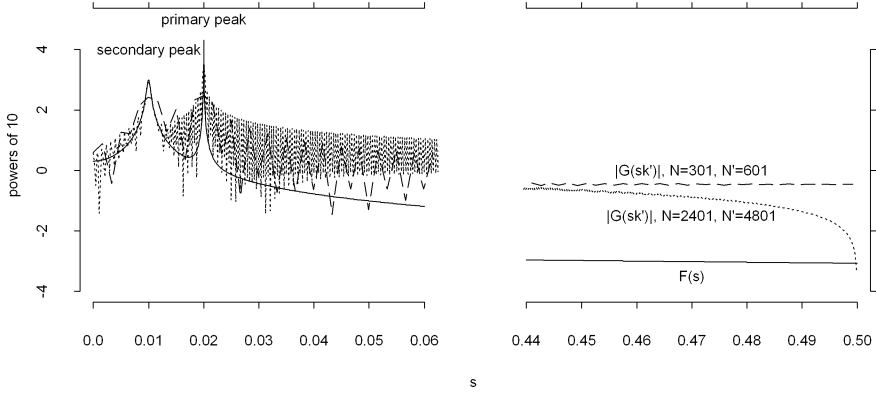 primary peak
secondary peak
powers of 10
4
2
0
-2
-4
0.0 0.01 0.02 0.03 0.04 0.05 0.06
|G(sk')|, N=301, N'=601
|G(sk')|, N=2401, N'=4801
F(s)
0.44 0.45 0.46 0.47 0.48 0.49 0.50
s